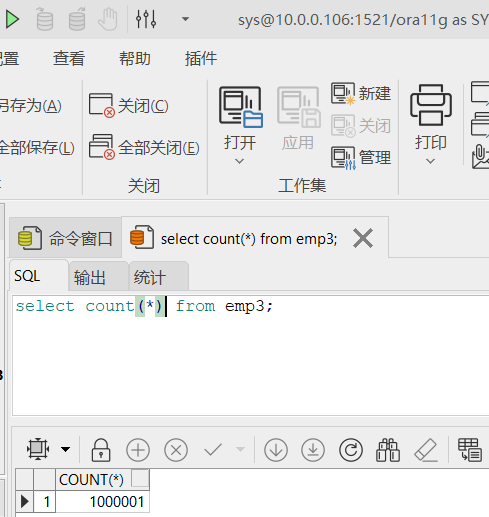 sys@10.0.0.106:1521/ora11g as SY
配置 查看 帮助 插件
另存为(A) 关闭(C) 打开 应用 新建 关闭 管理 打印
全部保存(L) 全部关闭(E)
关闭 工作集
命令窗口 select count(*) from emp3;
SQL 输出 统计
select count(*) from emp3;
COUNT(*)
1 1000001